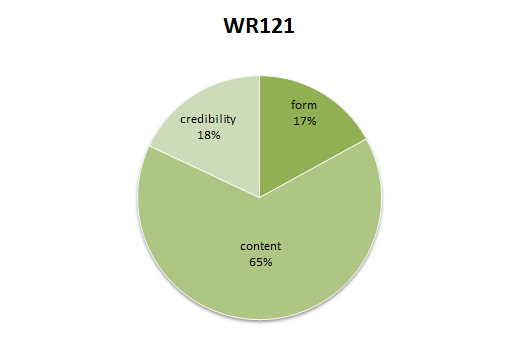 WR121
form
17%
credibility
18%
content
65%